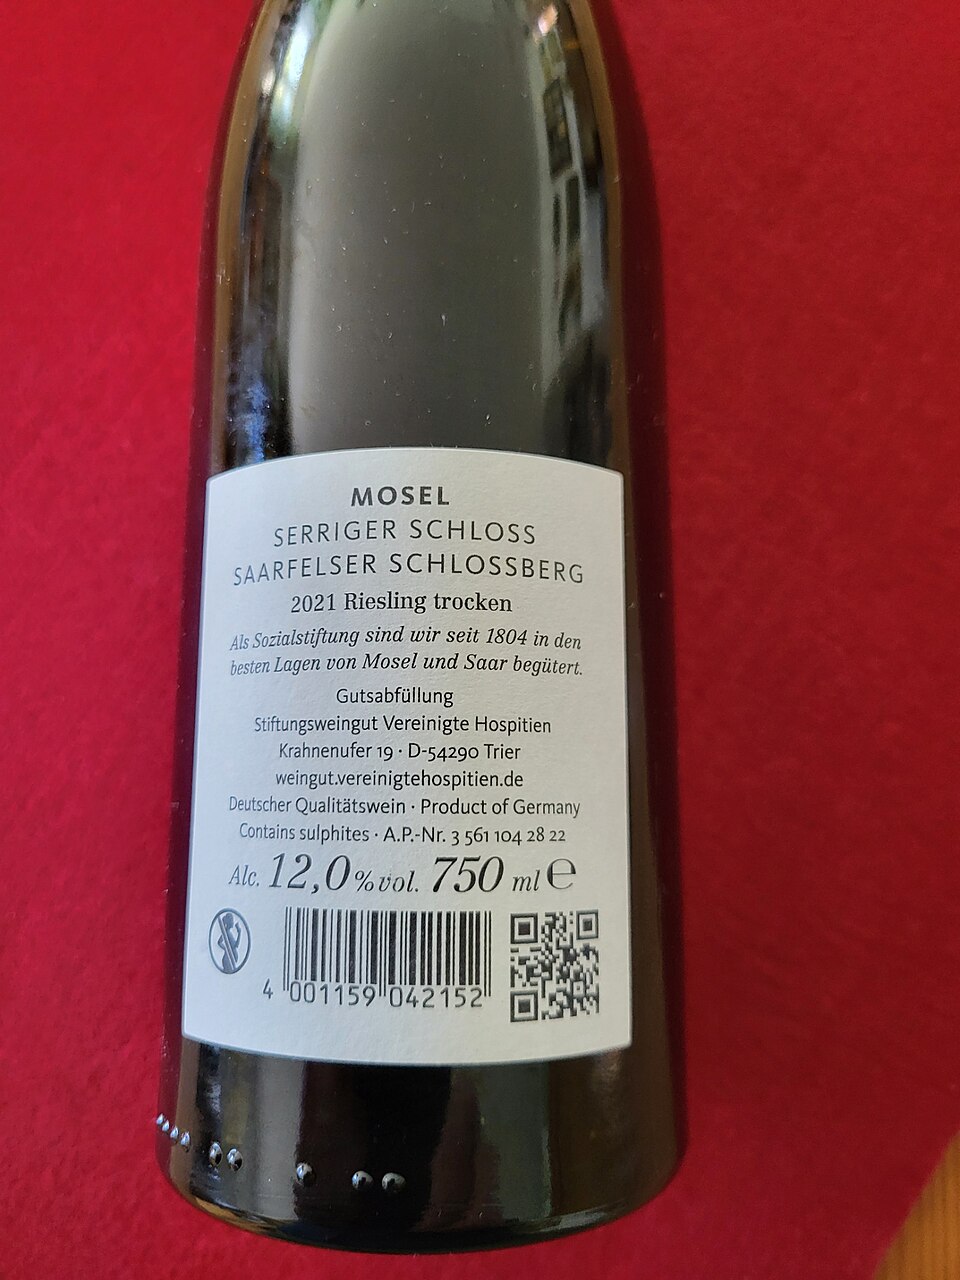 MOSEL
SERRIGER SCHLOSS
SAARFELSER SCHLOSSBERG
2021 Riesling trocken
Als Sozialstiftung sind wir seit 1804 in den
besten Lagen von Mosel und Saar begütert.
Gutsabfüllung
Stiftungsweingut Vereinigte Hospitien
Krahnenufer 19 · D-54290 Trier
weingut.vereinigtehospitien.de
Deutscher Qualitätswein · Product of Germany
Contains sulphites · A.P.-Nr. 3 561 104 28 22
Alc. 12,0 % vol. 750 ml ℮
4 001159 042152